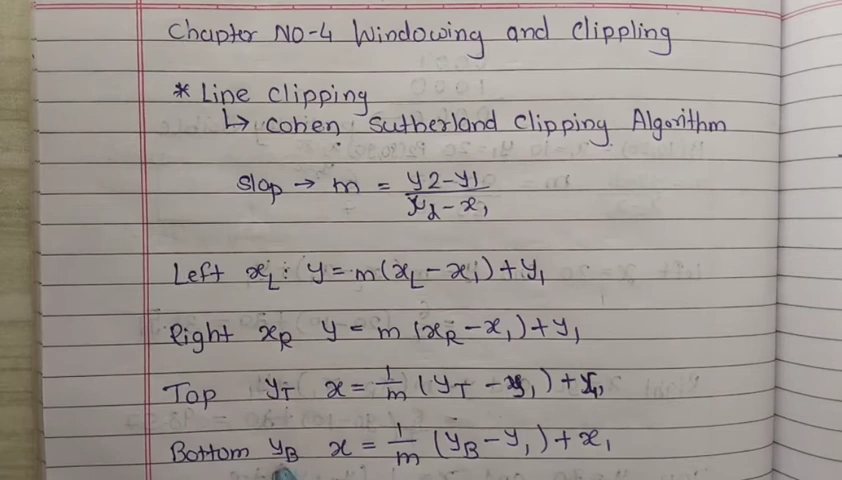 Chapter NO-4 Windowing and Clippling
* Line clipping
↳ Cohen Sutherland Clipping Algorithm
Slop → m = y2-y1 / x2-x1
Left xL: y = m(xL-x1)+y1
Right xR y = m (xR-x1)+y1
Top yT x = 1/m (yT-y1)+x1
Bottom yB x = 1/m (yB-y1)+x1